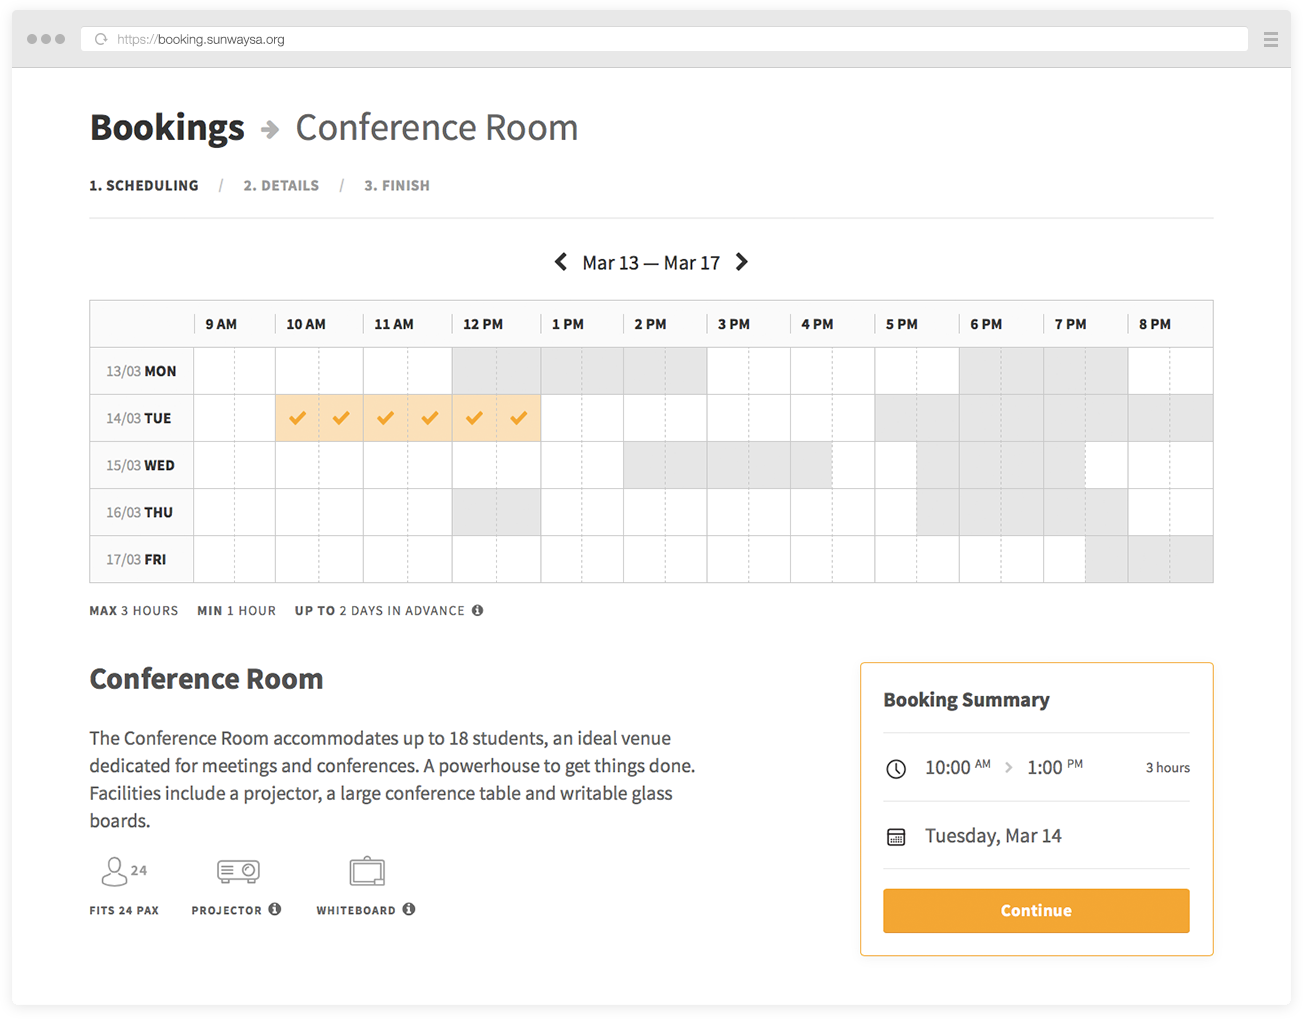 https://booking.sunwaysa.org
Bookings Conference Room
1. SCHEDULING / 2. DETAILS / 3. FINISH
Mar 13 — Mar 17
9 AM 10 AM 11 AM 12 PM 1 PM 2 PM 3 PM 4 PM 5 PM 6 PM 7 PM 8 PM
13/03 MON
14/03 TUE
15/03 WED
16/03 THU
17/03 FRI
MAX 3 HOURS MIN 1 HOUR UP TO 2 DAYS IN ADVANCE
Conference Room
The Conference Room accommodates up to 18 students, an ideal venue
dedicated for meetings and conferences. A powerhouse to get things done.
Facilities include a projector, a large conference table and writable glass
boards.
24
FITS 24 PAX PROJECTOR WHITEBOARD
Booking Summary
10:00 AM 1:00 PM 3 hours
Tuesday, Mar 14
Continue